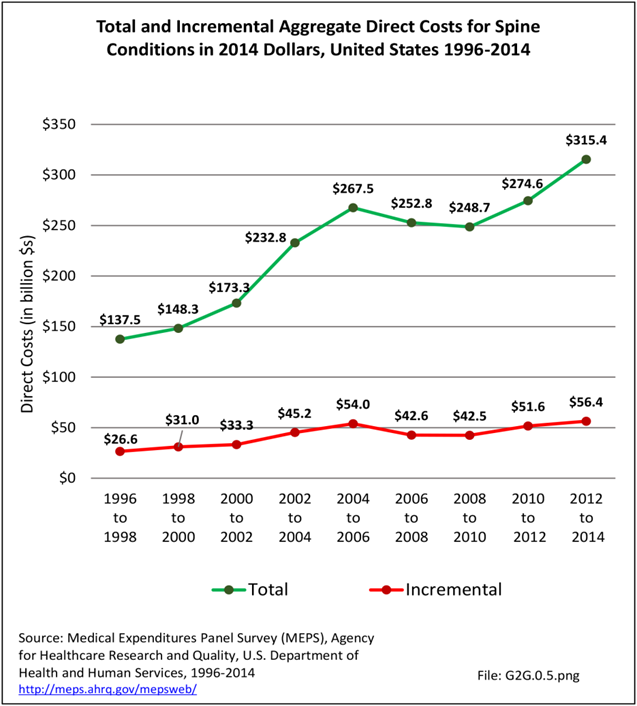 Total and Incremental Aggregate Direct Costs for Spine
Conditions in 2014 Dollars, United States 1996-2014
Direct Costs (in billion $s)
$350
$300
$250
$200
$150
$100
$50
$0
$137.5
$148.3
$173.3
$232.8
$267.5
$252.8
$248.7
$274.6
$315.4
$26.6
$31.0
$33.3
$45.2
$54.0
$42.6
$42.5
$51.6
$56.4
1996 1998 2000 2002 2004 2006 2008 2010 2012
to to to to to to to to to
1998 2000 2002 2004 2006 2008 2010 2012 2014
Total Incremental
Source: Medical Expenditures Panel Survey (MEPS), Agency
for Healthcare Research and Quality, U.S. Department of
Health and Human Services, 1996-2014
http://meps.ahrq.gov/mepsweb/
File: G2G.0.5.png